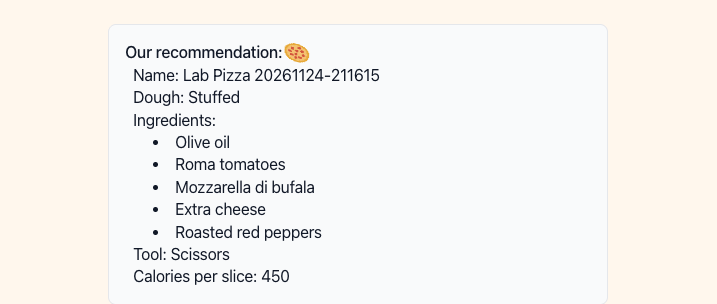 Our recommendation:
Name: Lab Pizza 20261124-211615
Dough: Stuffed
Ingredients:
• Olive oil
• Roma tomatoes
• Mozzarella di bufala
• Extra cheese
• Roasted red peppers
Tool: Scissors
Calories per slice: 450